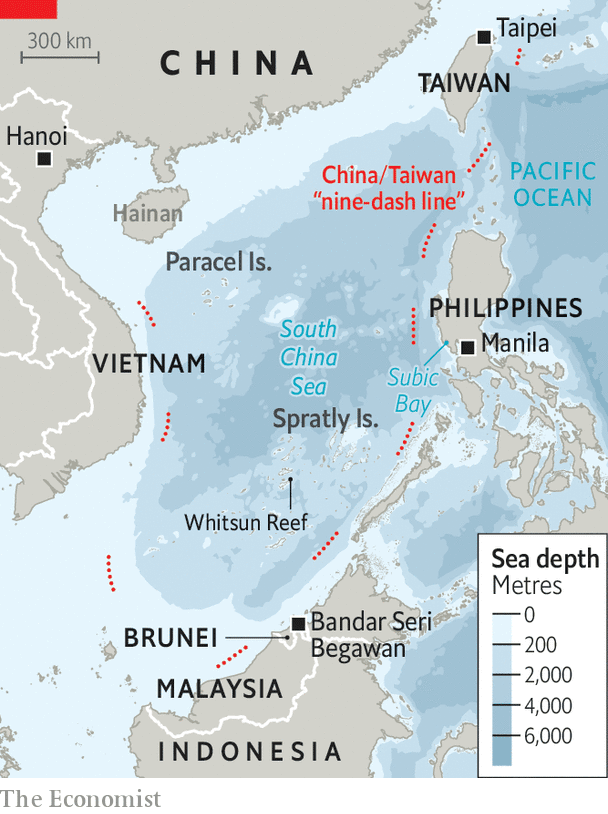 300 km
CHINA
Taipei
TAIWAN
Hanoi
China/Taiwan
“nine-dash line”
PACIFIC
OCEAN
Hainan
Paracel Is.
PHILIPPINES
South
China
Sea
Manila
VIETNAM
Subic
Bay
Spratly Is.
Whitsun Reef
Sea depth
Metres
0
200
2,000
4,000
6,000
Bandar Seri
Begawan
BRUNEI
MALAYSIA
INDONESIA
The Economist